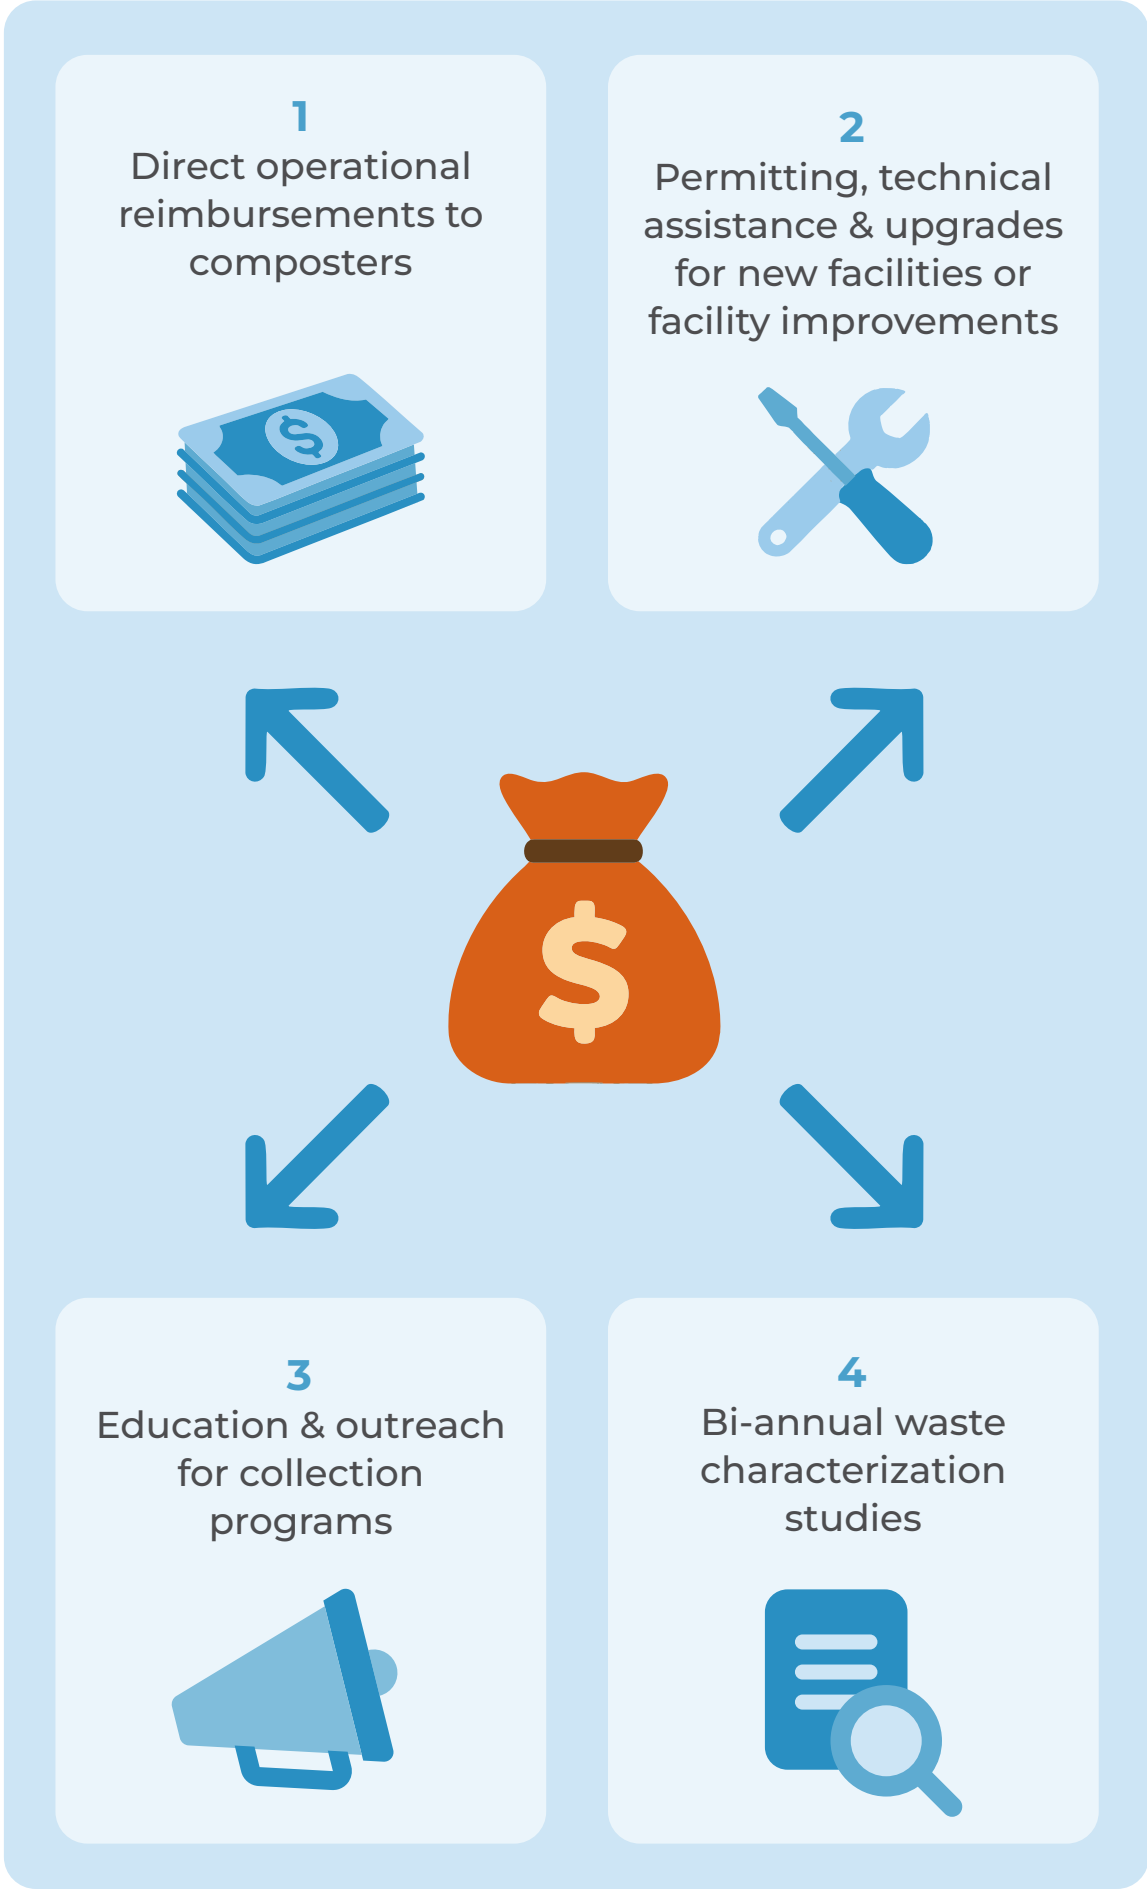 1
Direct operational
reimbursements to
composters
2
Permitting, technical
assistance & upgrades
for new facilities or
facility improvements
$
$
3
Education & outreach
for collection
programs
4
Bi-annual waste
characterization
studies